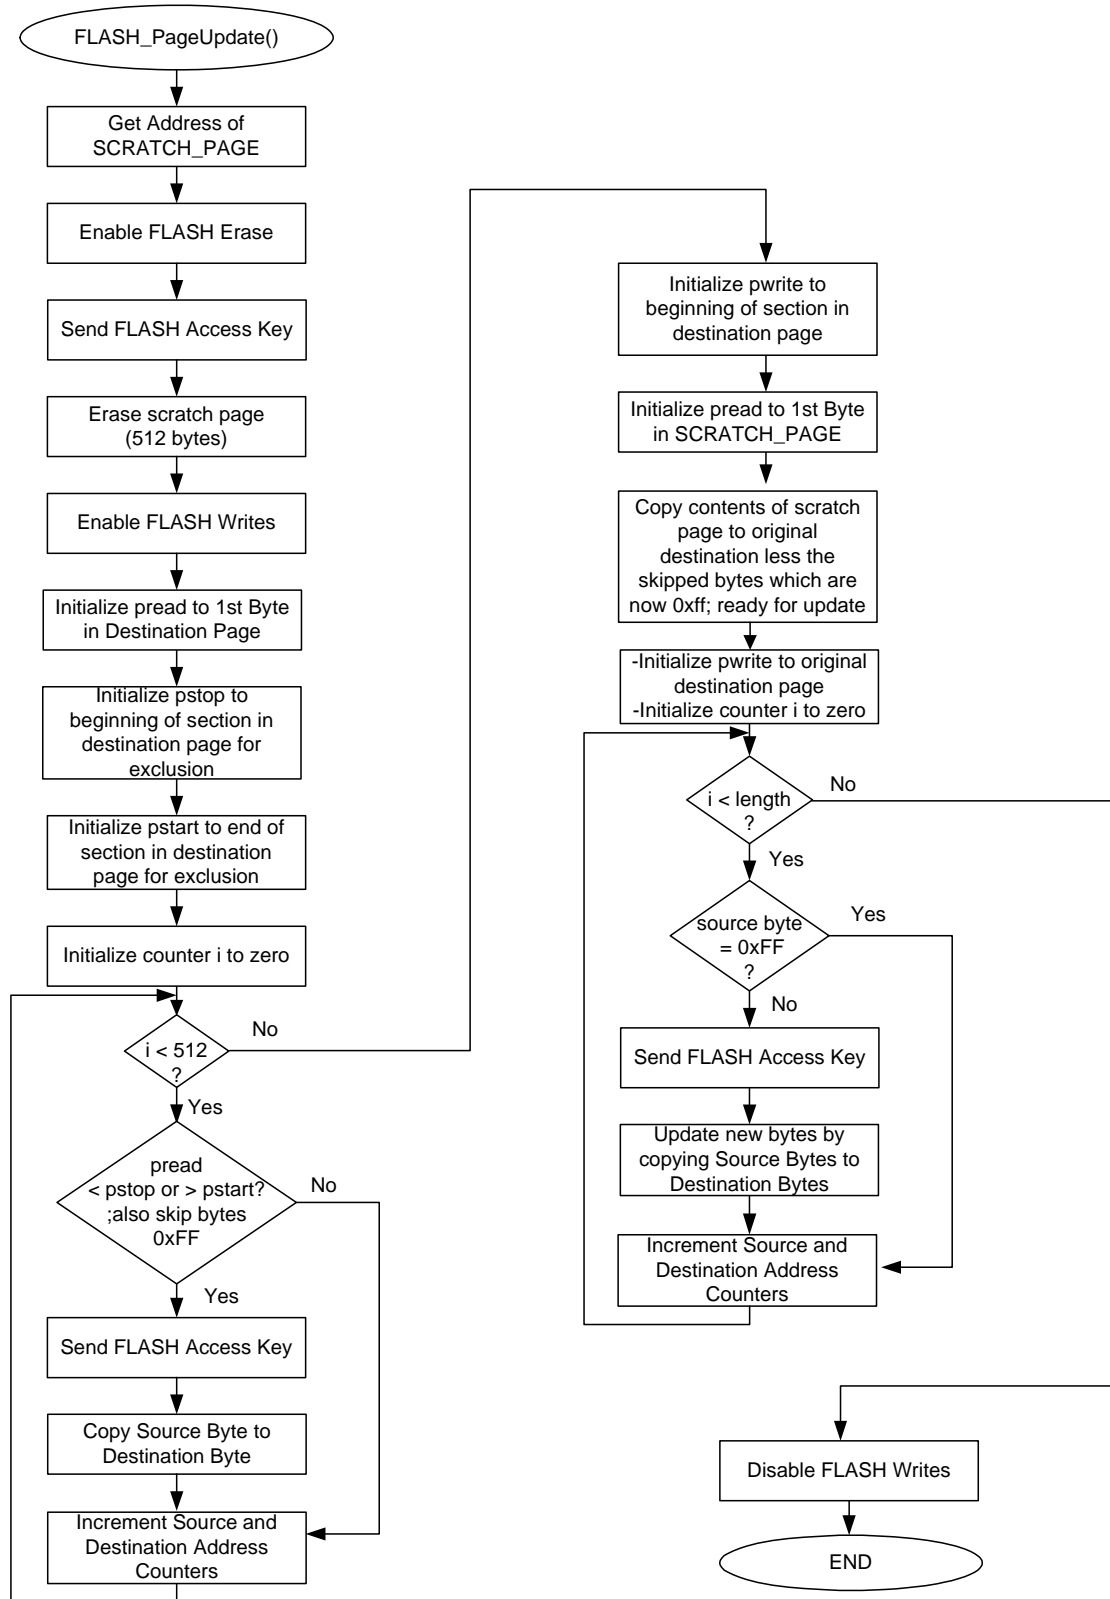 FLASH_PageUpdate()
Get Address of
SCRATCH_PAGE
Enable FLASH Erase
Send FLASH Access Key
Erase scratch page
(512 bytes)
Enable FLASH Writes
Initialize pread to 1st Byte
in Destination Page
Initialize pstop to
beginning of section in
destination page for
exclusion
Initialize pstart to end of
section in destination
page for exclusion
Initialize counter i to zero
i < 512
?
No
Yes
pread
< pstop or > pstart?
;also skip bytes
0xFF
No
Yes
Send FLASH Access Key
Copy Source Byte to
Destination Byte
Increment Source and
Destination Address
Counters
Initialize pwrite to
beginning of section in
destination page
Initialize pread to 1st Byte
in SCRATCH_PAGE
Copy contents of scratch
page to original
destination less the
skipped bytes which are
now 0xff; ready for update
-Initialize pwrite to original
destination page
-Initialize counter i to zero
i < length
?
No
Yes
source byte
= 0xFF
?
Yes
No
Send FLASH Access Key
Update new bytes by
copying Source Bytes to
Destination Bytes
Increment Source and
Destination Address
Counters
Disable FLASH Writes
END